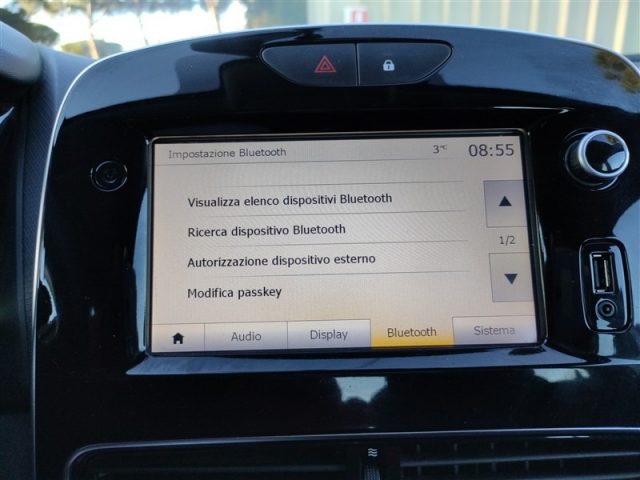 Impostazione Bluetooth 3°C 08:55
Visualizza elenco dispositivi Bluetooth
Ricerca dispositivo Bluetooth
1/2
Autorizzazione dispositivo esterno
Modifica passkey
Audio Display Bluetooth Sistema